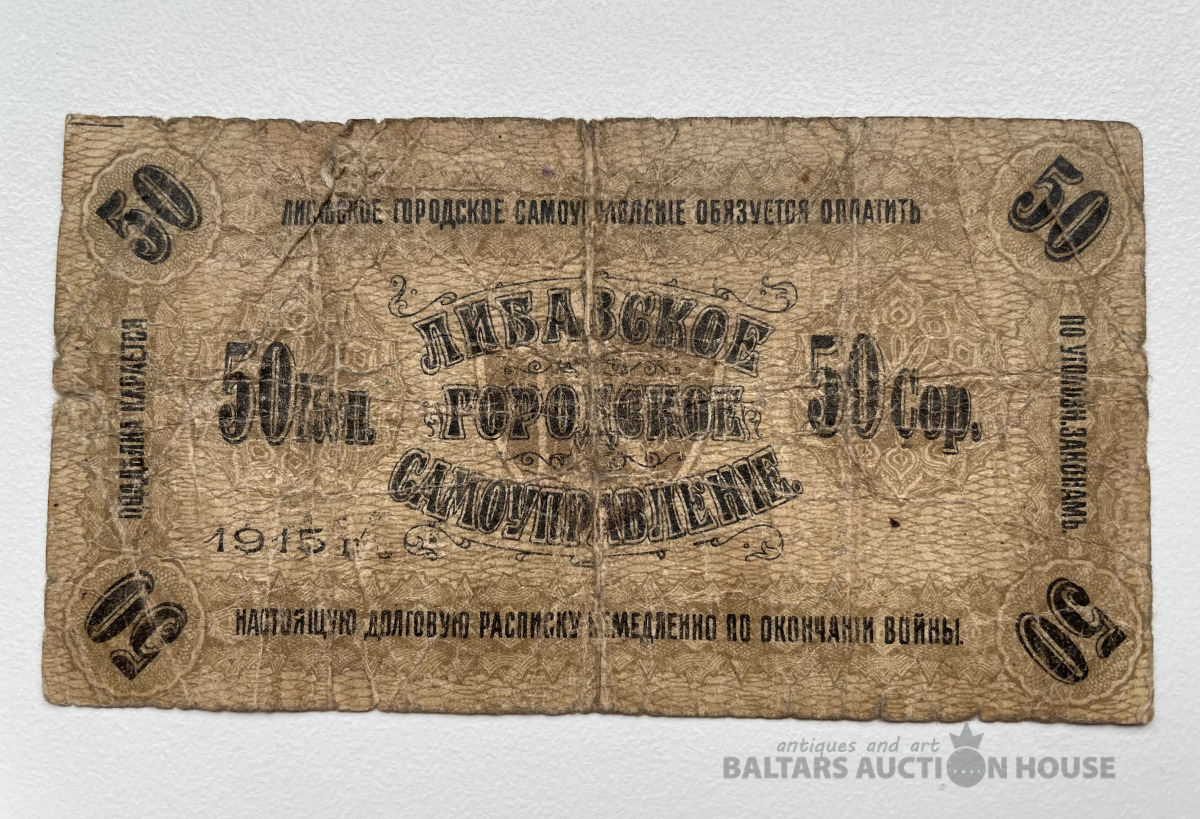 50
50
ЛИБАВСКОЕ ГОРОДСКОЕ САМОУПРАВЛЕНІЕ ОБЯЗУЕТСЯ ОПЛАТИТЬ
ПОДДѢЛКА КАРАЕТСЯ
ПО УГОЛОВН. ЗАКОНАМЪ
50 Коп.
ЛИБАВСКОЕ
ГОРОДСКОЕ
САМОУПРАВЛЕНІЕ.
50 Cop.
1915 г.
НАСТОЯЩУЮ ДОЛГОВУЮ РАСПИСКУ НЕМЕДЛЕННО ПО ОКОНЧАНІИ ВОЙНЫ.
50
50
antiques and art
BALTARS AUCTION HOUSE